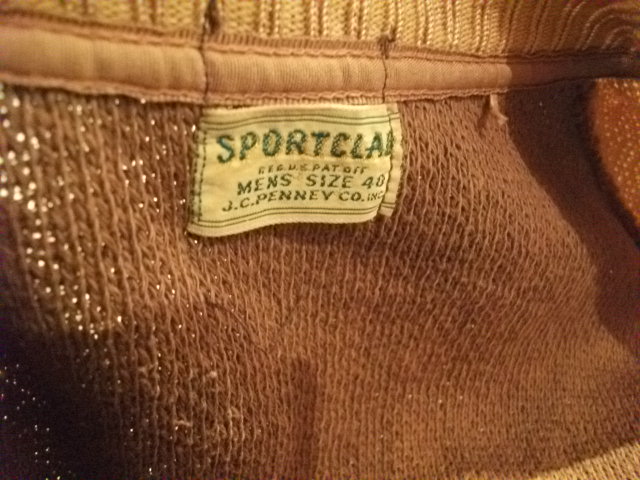 SPORTCLA
REG.U.S.PAT.OFF
MENS SIZE 40
J.C.PENNEY CO. INC